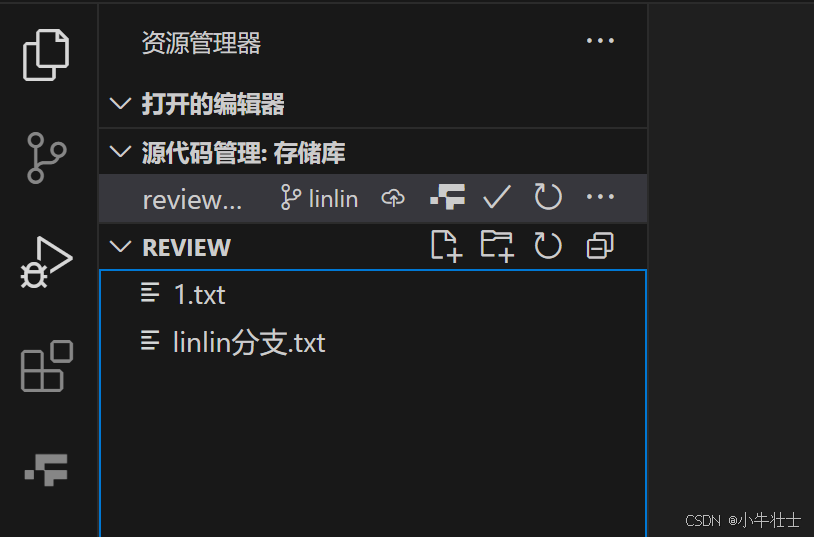 资源管理器
打开的编辑器
源代码管理: 存储库
review... linlin
REVIEW
1.txt
linlin分支.txt
CSDN @小牛壮士